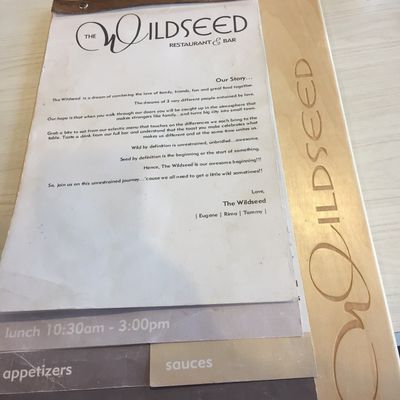 THE WILDSEED
RESTAURANT & BAR
Our Story...
The Wildseed is a dream of combining the love of family, friends, fun and great food together.
The dreams of 3 very different people entwined by love.
Our hope is that when you walk through our doors you will be caught up in the atmosphere that
makes strangers like family....and turns big city into small town.
Grab a bite to eat from our eclectic menu that touches on the differences we each bring to the
table. Taste a drink from our full bar and understand that the toast you make celebrates what
makes us different and at the same time unites us.
Wild by definition is unrestrained, unbridled...awesome.
Seed by definition is the beginning or the start of something.
Hence, The Wildseed is our awesome beginning!!!
So, join us on this unrestrained journey...'cause we all need to get a little wild sometimes!!
Love,
The Wildseed
( Eugene | Rima | Tammy )
lunch 10:30am - 3:00pm
appetizers
sauces
WILDSEED